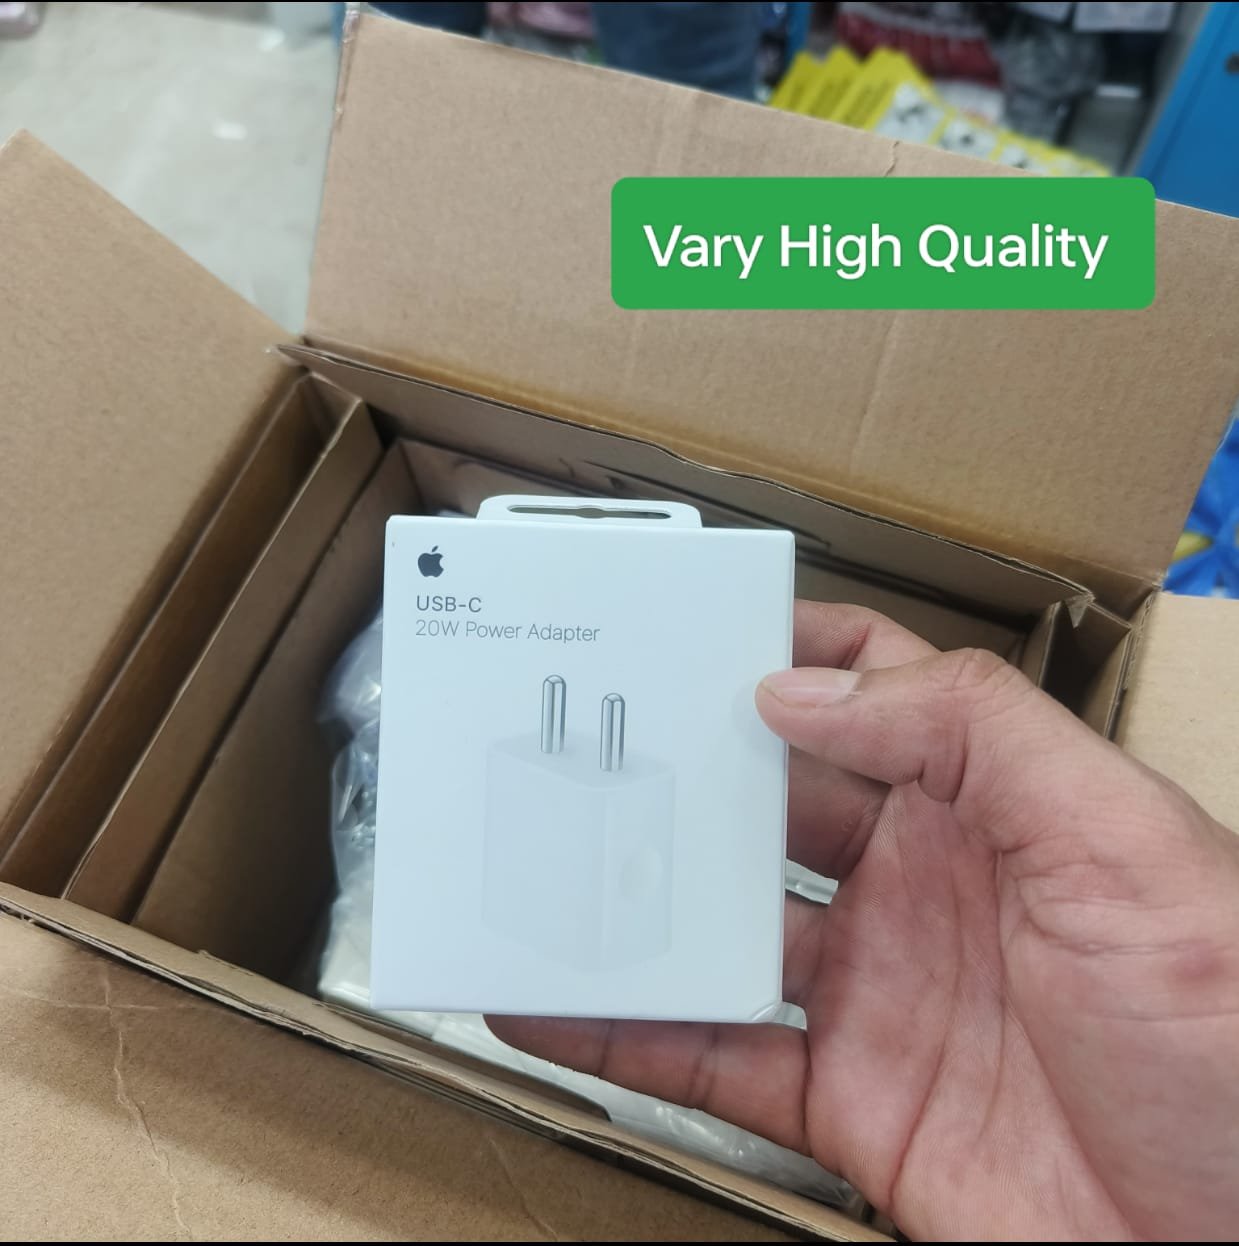 Vary High Quality
USB-C
20W Power Adapter